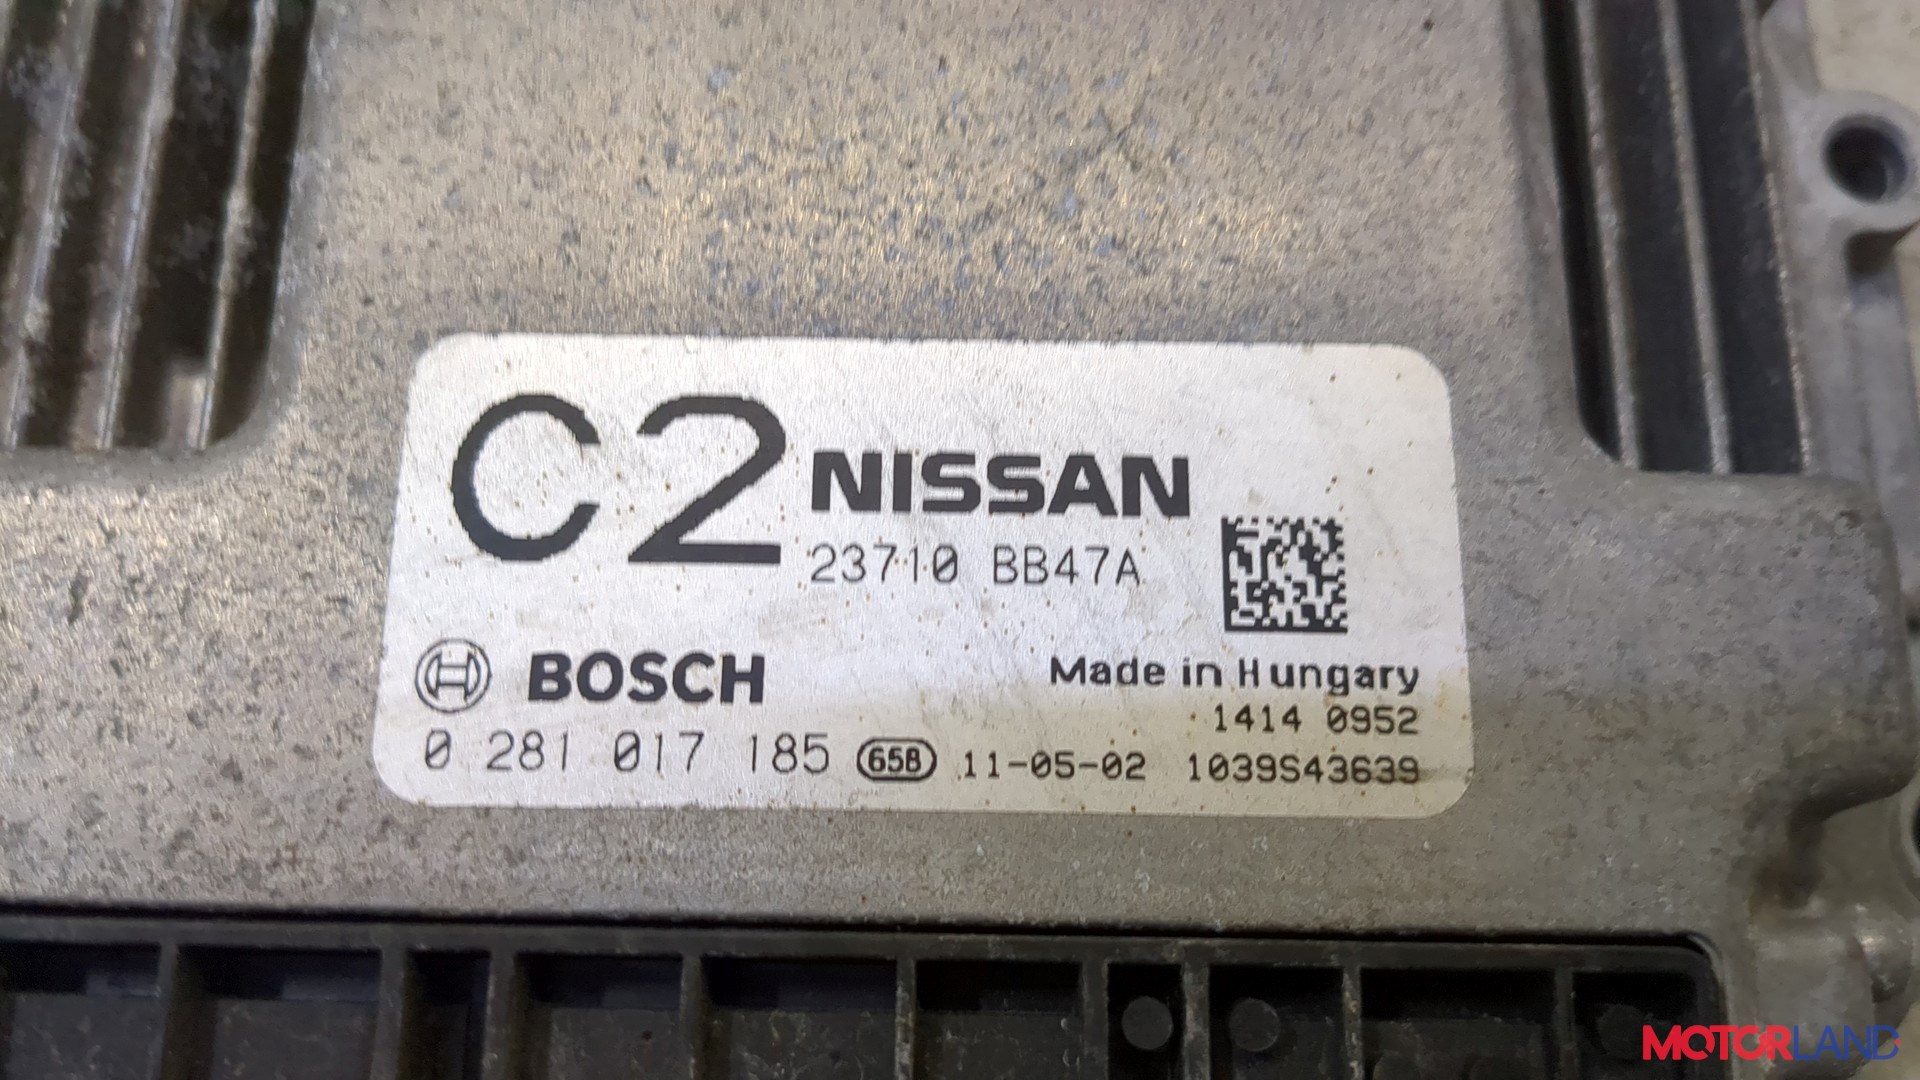 C2 NISSAN
23710 BB47A
BOSCH
Made in Hungary
1414 0952
0 281 017 185 65B 11-05-02 1039S43639
MOTORLAND